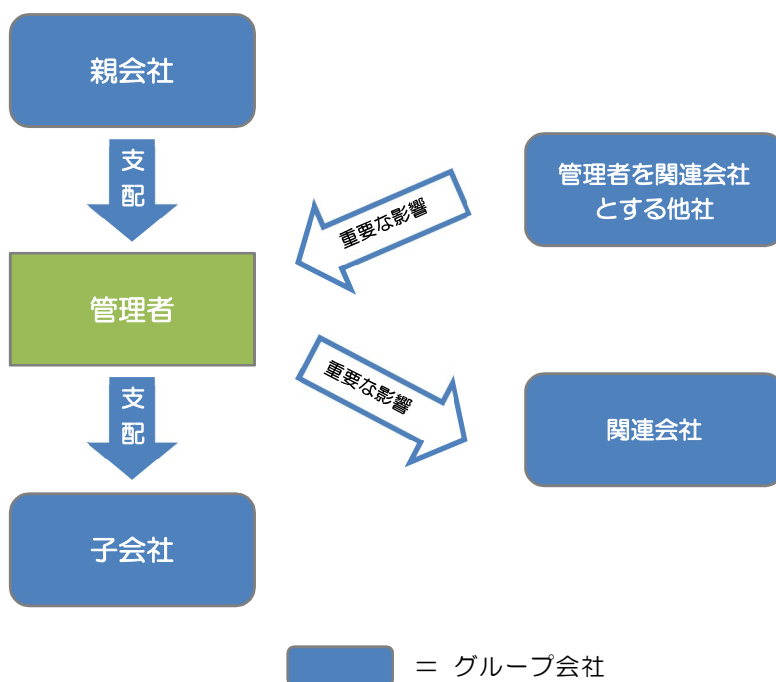 親会社
支
配
管理者を関連会社
とする他社
重要な影響
管理者
重要な影響
支
配
関連会社
子会社
＝ グループ会社